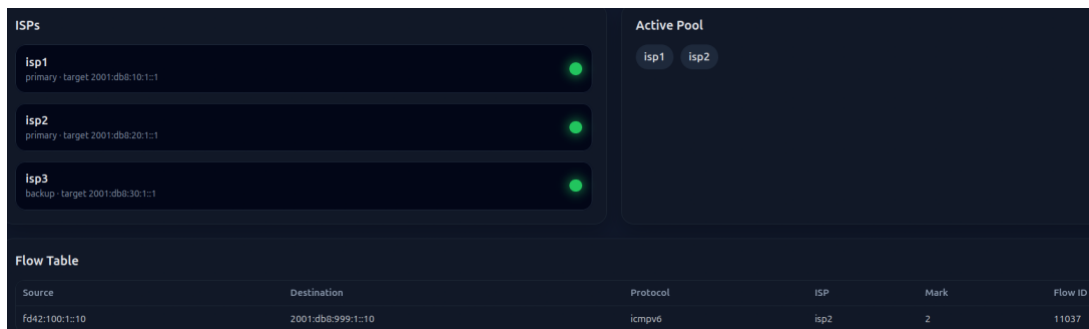 ISPs
isp1
primary · target 2001:db8:10:1::1
isp2
primary · target 2001:db8:20:1::1
isp3
backup · target 2001:db8:30:1::1
Active Pool
isp1 isp2
Flow Table
Source Destination Protocol ISP Mark Flow ID
fd42:100:1::10 2001:db8:999:1::10 icmpv6 isp2 2 11037